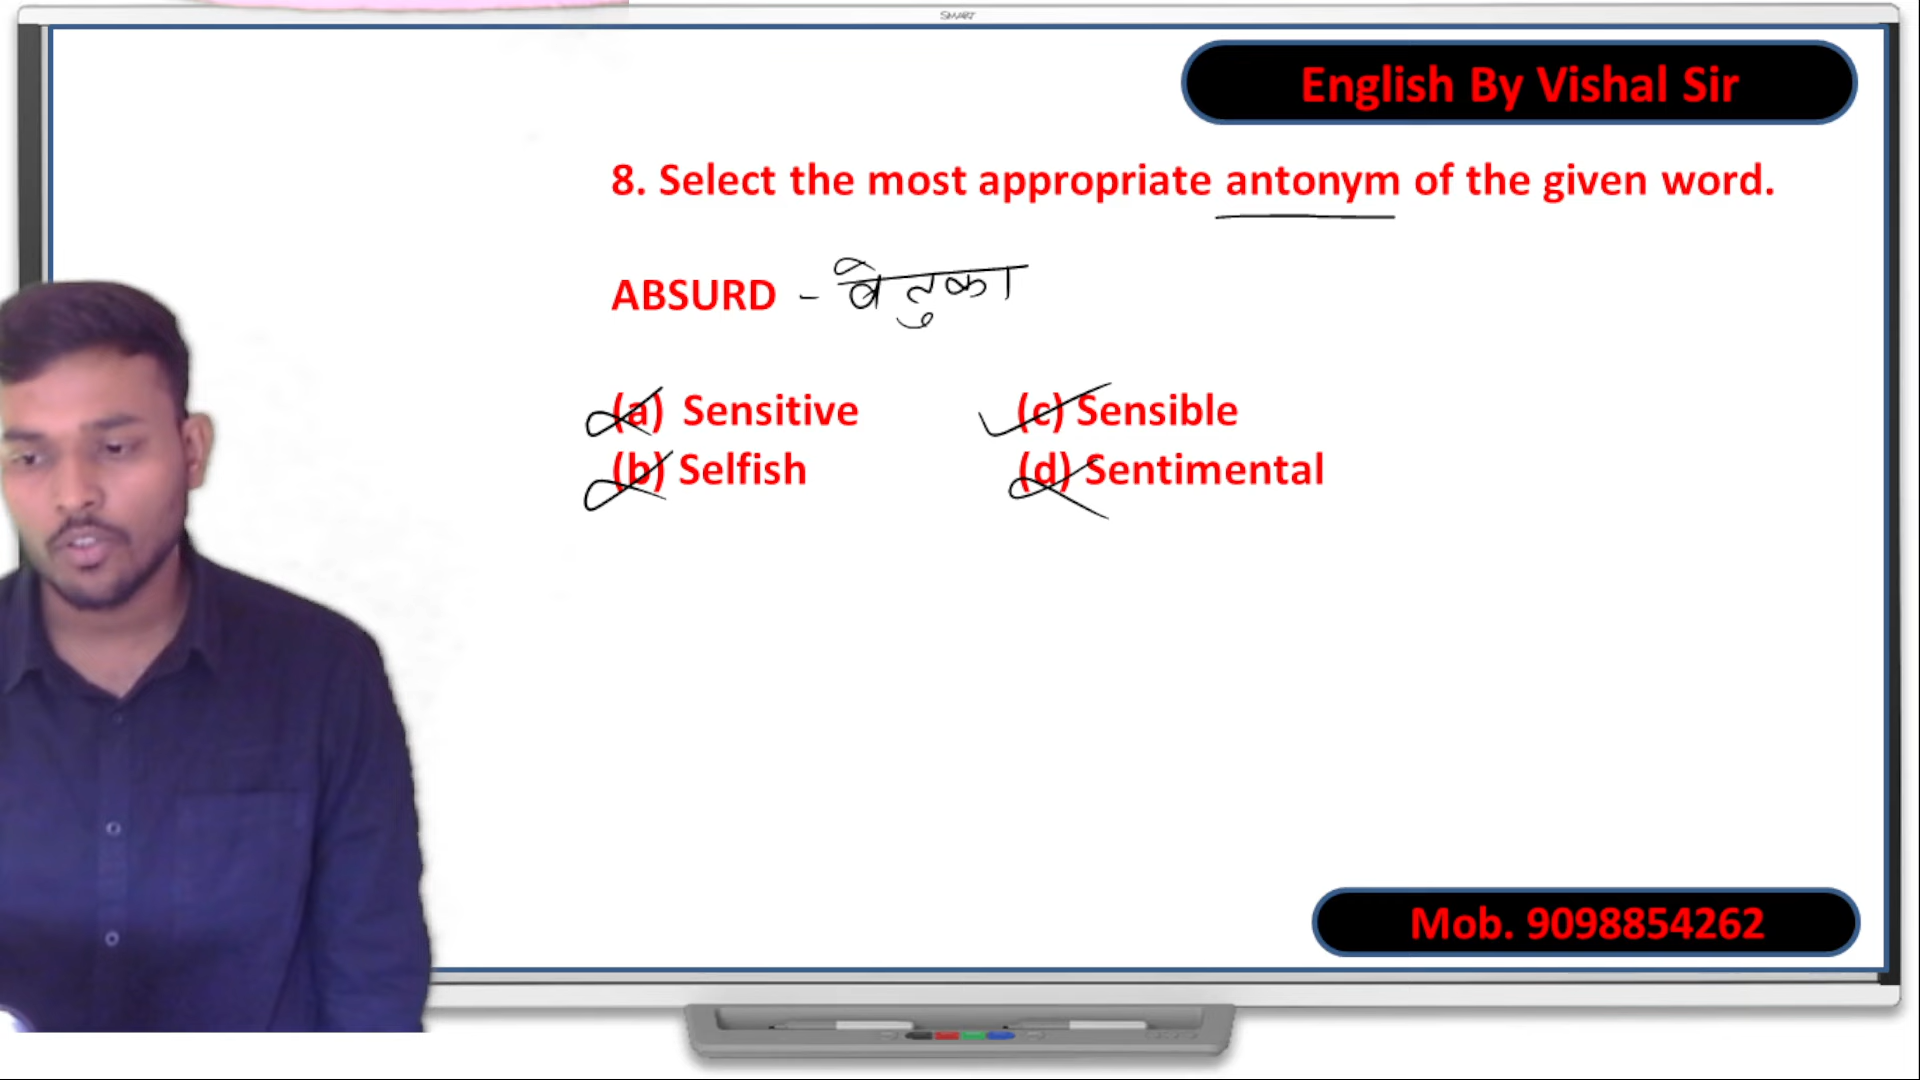 SMART
English By Vishal Sir
8. Select the most appropriate antonym of the given word.
ABSURD - बेतुका
(a) Sensitive
(c) Sensible
(b) Selfish
(d) Sentimental
Mob. 9098854262